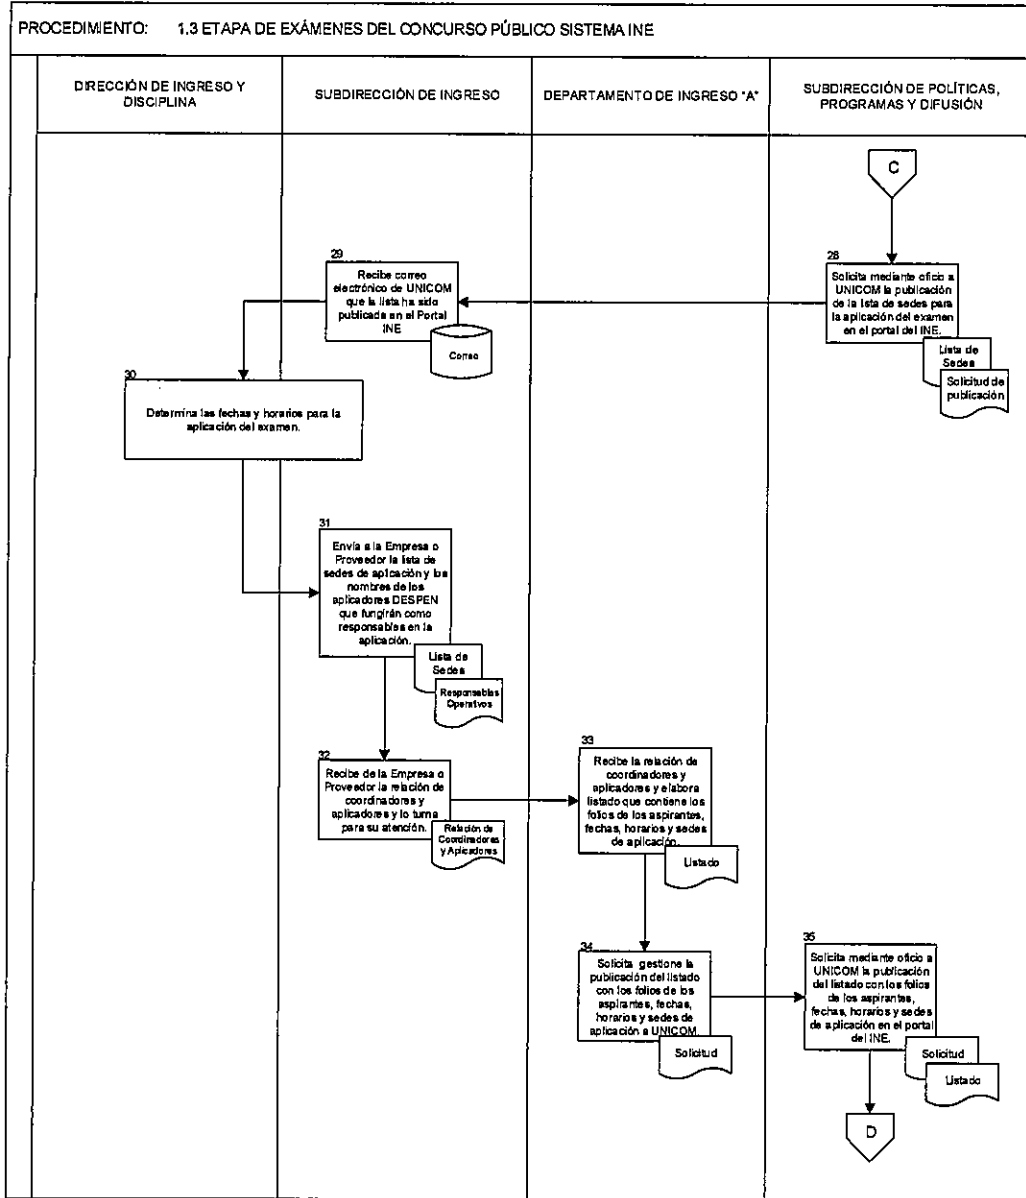 PROCEDIMIENTO: 1.3 ETAPA DE EXÁMENES DEL CONCURSO PÚBLICO SISTEMA INE
DIRECCIÓN DE INGRESO Y
DISCIPLINA
SUBDIRECCIÓN DE INGRESO
DEPARTAMENTO DE INGRESO "A"
SUBDIRECCIÓN DE POLÍTICAS,
PROGRAMAS Y DIFUSIÓN
C
28
Solicita mediante oficio a
UNICOM la publicación
de la lista de sedes para
la aplicación del examen
en el portal del INE.
Lista de
Sedes
Solicitud de
publicación
29
Recibe correo
electrónico de UNICOM
que la lista ha sido
publicada en el Portal
INE
Correo
30
Determina las fechas y horarios para la
aplicación del examen.
31
Envía a la Empresa o
Proveedor la lista de
sedes de aplicación y los
nombres de los
aplicadores DESPEN
que fungirán como
responsables en la
aplicación.
Lista de
Sedes
Responsables
Operativos
32
Recibe de la Empresa o
Proveedor la relación de
coordinadores y
aplicadores y lo turna
para su atención.
Relación de
Coordinadores
y Aplicadores
33
Recibe la relación de
coordinadores y
aplicadores y elabora
listado que contiene los
folios de los aspirantes,
fechas, horarios y sedes
de aplicación.
Listado
34
Solicita gestione la
publicación del listado
con los folios de los
aspirantes, fechas,
horarios y sedes de
aplicación a UNICOM.
Solicitud
35
Solicita mediante oficio a
UNICOM la publicación
del listado con los folios
de los aspirantes,
fechas, horarios y sedes
de aplicación en el portal
del INE.
Solicitud
Listado
D